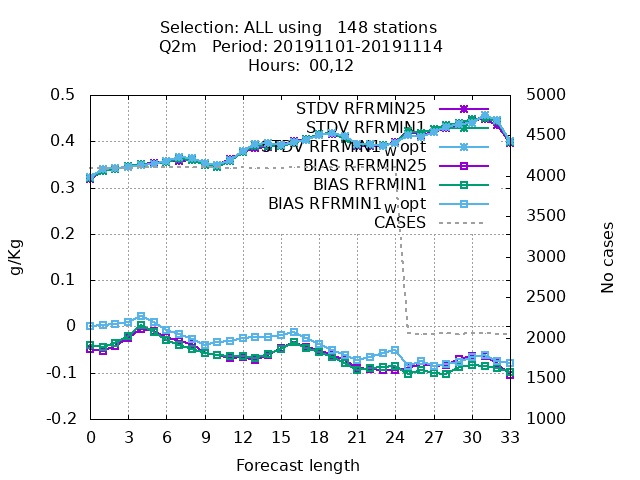 Selection: ALL using 148 stations
Q2m Period: 20191101-20191114
Hours: 00,12
0.5
0.4
0.3
0.2
0.1
0
-0.1
-0.2
g/Kg
STDV RFRMIN25
STDV RFRMIN1
STDV RFRMIN1_wopt
BIAS RFRMIN25
BIAS RFRMIN1
BIAS RFRMIN1_wopt
CASES
5000
4500
4000
3500
3000
2500
2000
1500
1000
No cases
0 3 6 9 12 15 18 21 24 27 30 33
Forecast length